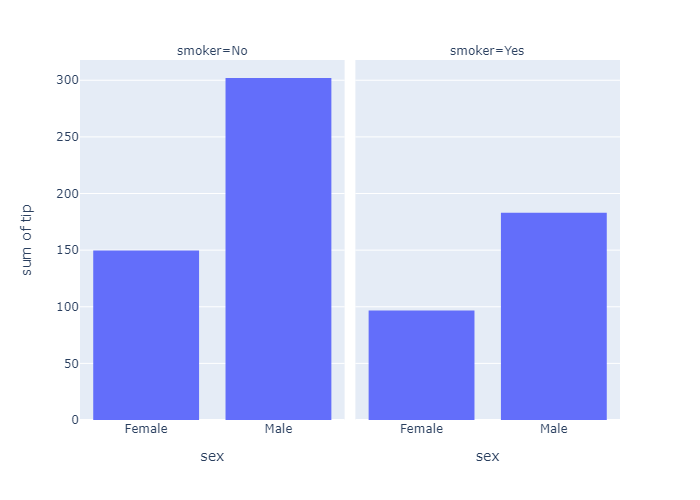 smoker=No
smoker=Yes
300
250
200
150
100
50
0
sum of tip
Female
Male
Female
Male
sex
sex